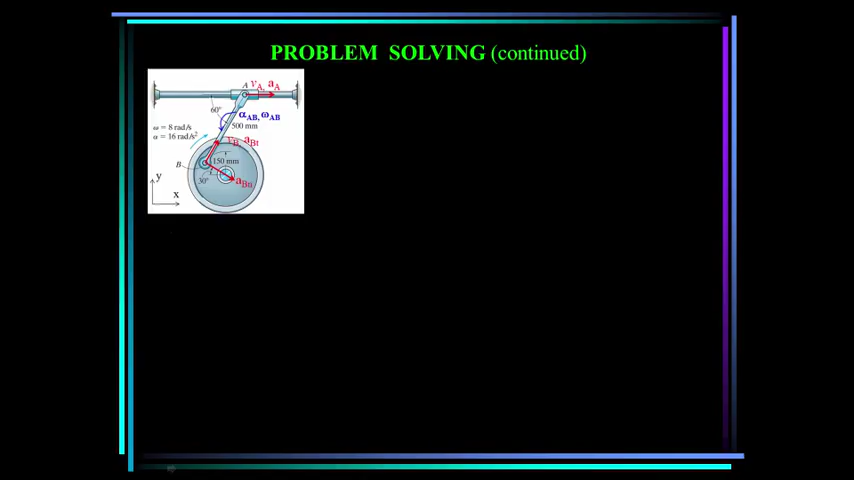 PROBLEM SOLVING (continued)
A vA, aA
60°
αAB, ωAB
500 mm
ω = 8 rad/s
α = 16 rad/s²
vB, aBt
B
150 mm
30°
aBn
y
x